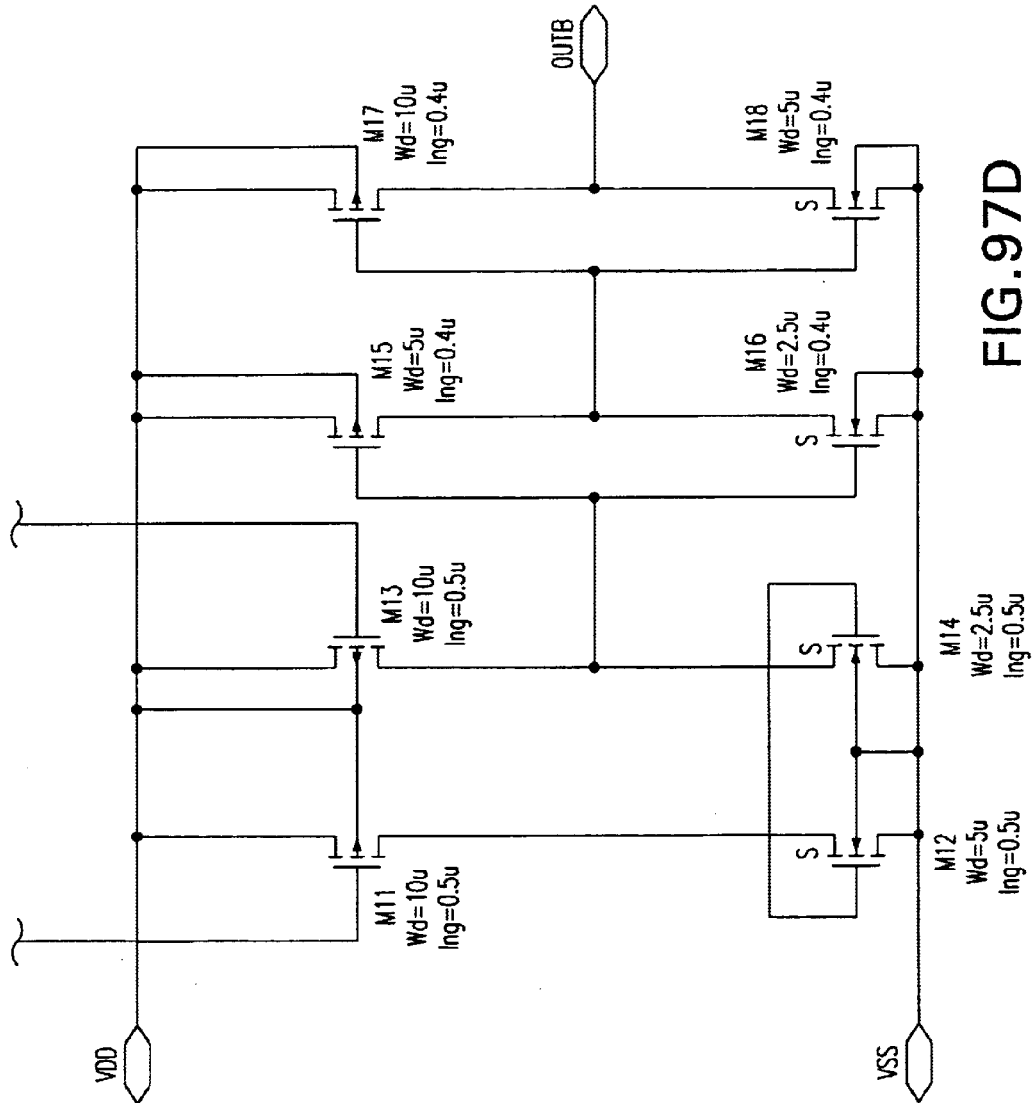 VDD
M11
Wd=10u
lng=0.5u
M13
Wd=10u
lng=0.5u
M15
Wd=5u
lng=0.4u
M17
Wd=10u
lng=0.4u
OUTB
S
S
S
S
M12
Wd=5u
lng=0.5u
M14
Wd=2.5u
lng=0.5u
M16
Wd=2.5u
lng=0.4u
M18
Wd=5u
lng=0.4u
VSS
FIG.97D